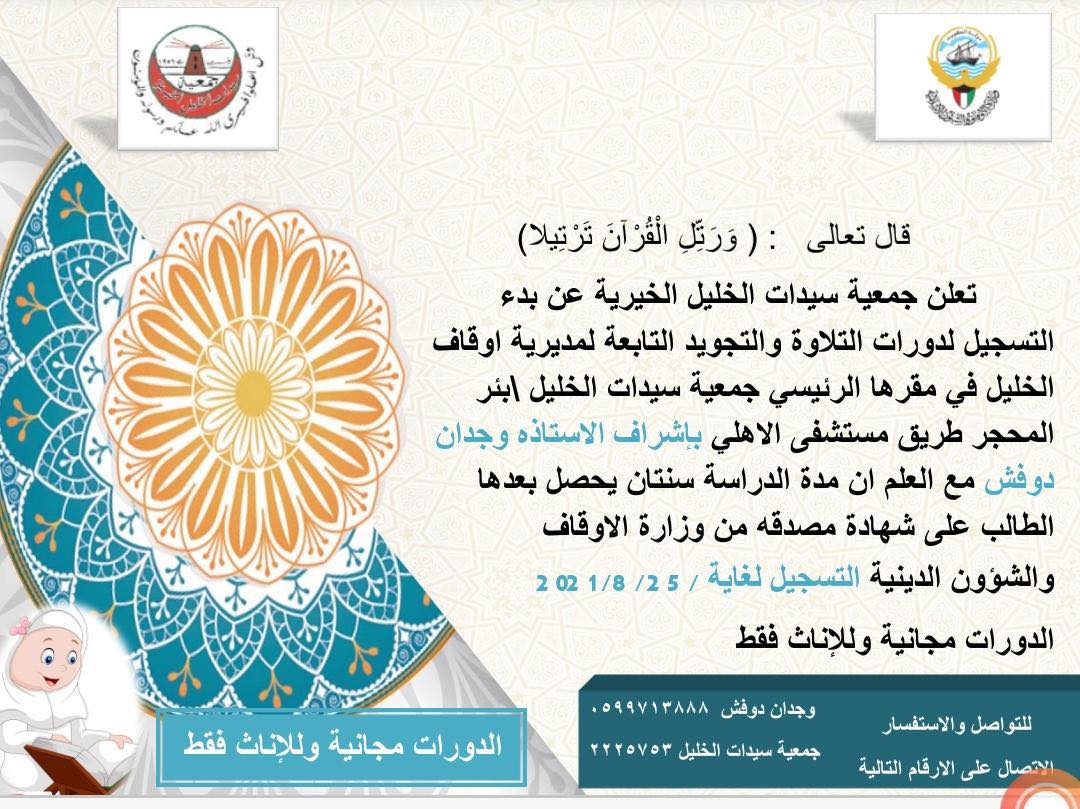 جمعية
قال تعالى : ( وَرَتِّلِ الْقُرْآنَ تَرْتِيلا)
تعلن جمعية سيدات الخليل الخيرية عن بدء
التسجيل لدورات التلاوة والتجويد التابعة لمديرية اوقاف
الخليل في مقرها الرئيسي جمعية سيدات الخليل \بئر
المحجر طريق مستشفى الاهلي بإشراف الاستاذه وجدان
دوفش مع العلم ان مدة الدراسة سنتان يحصل بعدها
الطالب على شهادة مصدقه من وزارة الاوقاف
والشؤون الدينية التسجيل لغاية / 25/ 2021/8
الدورات مجانية وللإناث فقط
الدورات مجانية وللإناث فقط
للتواصل والاستفسار
الاتصال على الارقام التالية
وجدان دوفش ٠٥٩٩٧١٣٨٨٨
جمعية سيدات الخليل ٢٢٢٥٧٥٣